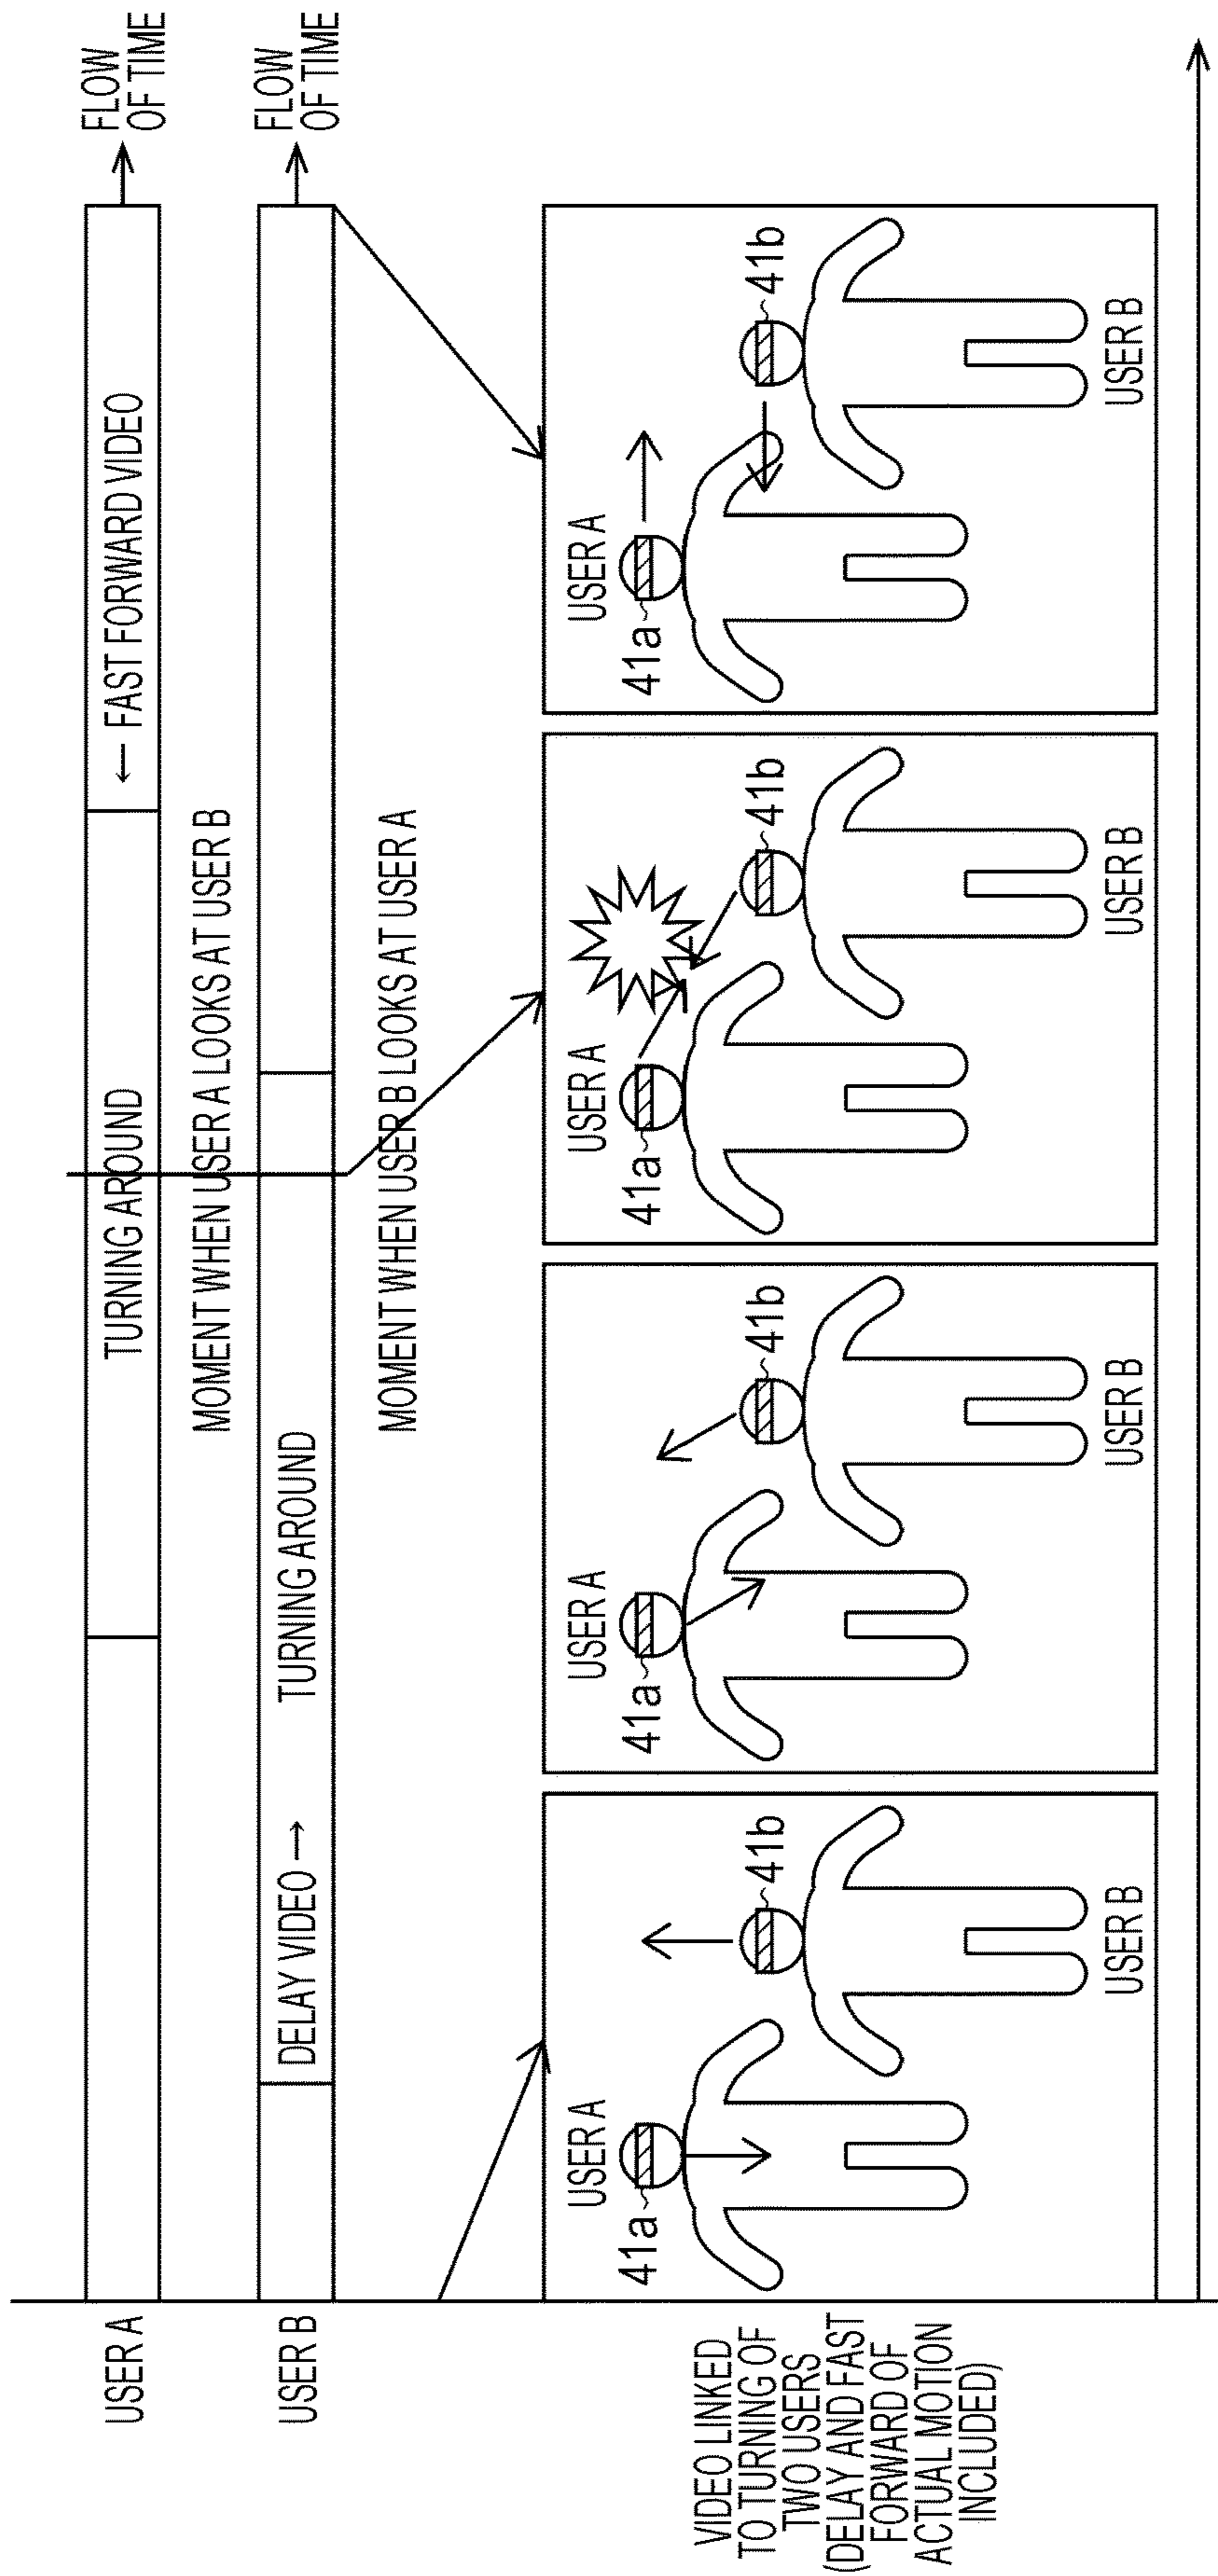 USER A
TURNING AROUND
← FAST FORWARD VIDEO
FLOW
OF TIME
MOMENT WHEN USER A LOOKS AT USER B
USER B
DELAY VIDEO →
TURNING AROUND
FLOW
OF TIME
MOMENT WHEN USER B LOOKS AT USER A
VIDEO LINKED
TO TURNING OF
TWO USERS
(DELAY AND FAST
FORWARD OF
ACTUAL MOTION
INCLUDED)
USER A
41a
41b
USER B
USER A
41a
41b
USER B
USER A
41a
41b
USER B
USER A
41a
41b
USER B